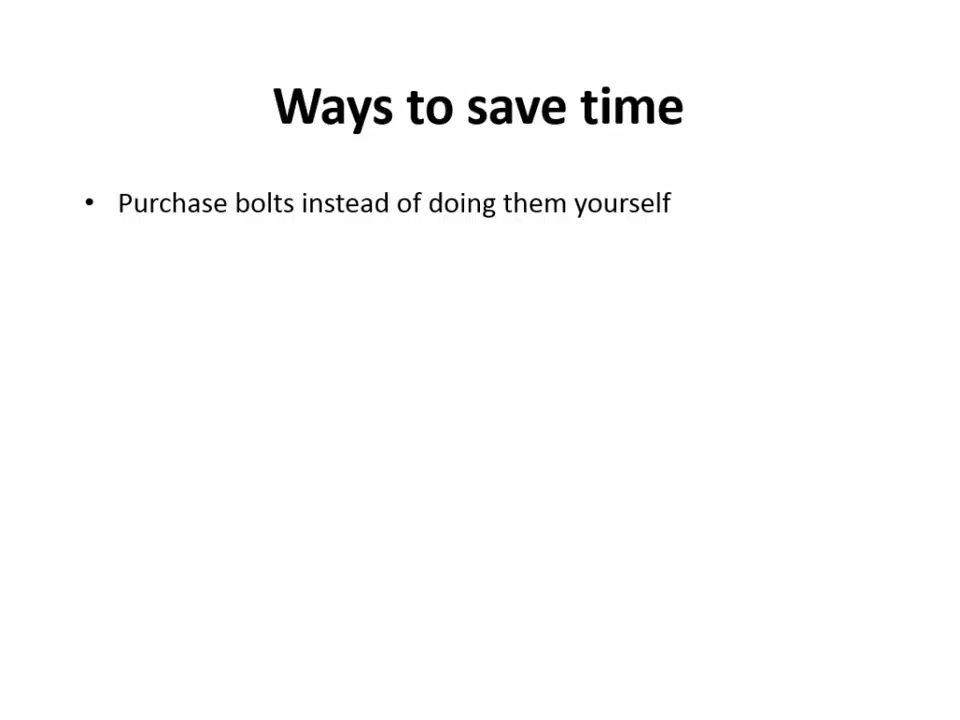 Ways to save time
• Purchase bolts instead of doing them yourself